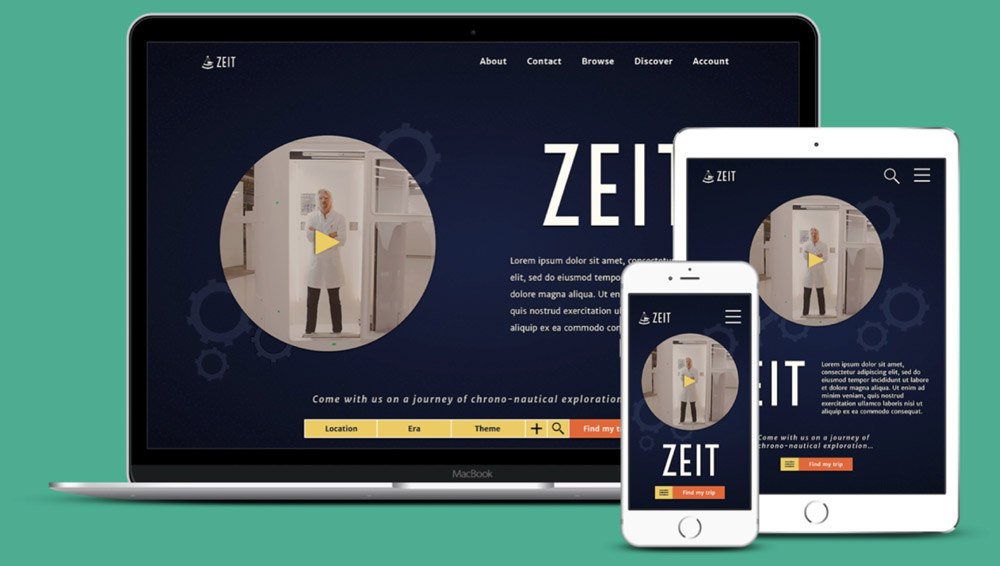 ZEIT
About Contact Browse Discover Account
ZEIT
Lorem ipsum dolor sit amet, consectetur
elit, sed do eiusmod tempo
dolore magna aliqua. Ut en
quis nostrud exercitation u
aliquip ex ea commodo cons
Come with us on a journey of chrono-nautical exploration
Location Era Theme + Find my t
MacBook
ZEIT
EIT
Lorem ipsum dolor sit amet,
consectetur adipiscing elit, sed do
eiusmod tempor incididunt ut labore
et dolore magna aliqua. Ut enim ad
minim veniam, quis nostrud
exercitation ullamco laboris nisi ut
aliquip ex ea commodo consequat.
Come with us on a journey of
chrono-nautical exploration...
Find my trip
ZEIT
ZEIT
Find my trip